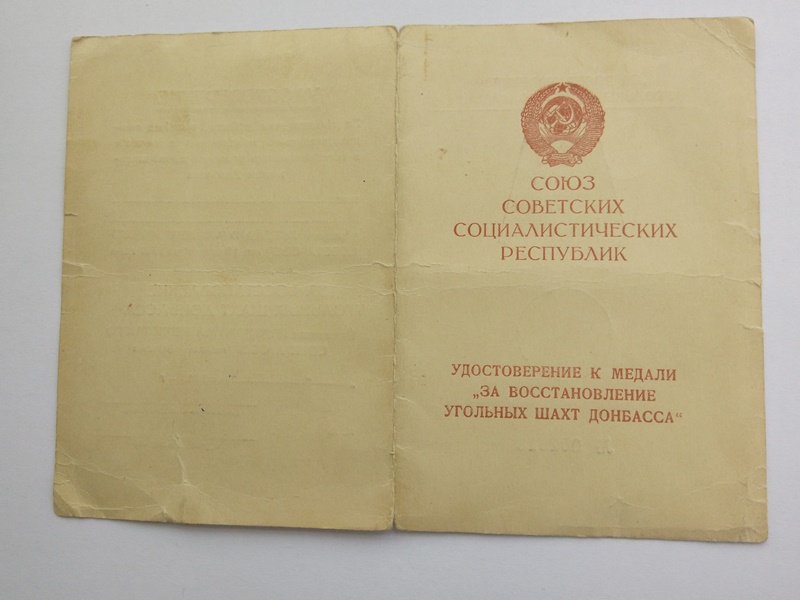 СОЮЗ
СОВЕТСКИХ
СОЦИАЛИСТИЧЕСКИХ
РЕСПУБЛИК
УДОСТОВЕРЕНИЕ К МЕДАЛИ
„ЗА ВОССТАНОВЛЕНИЕ
УГОЛЬНЫХ ШАХТ ДОНБАССА“